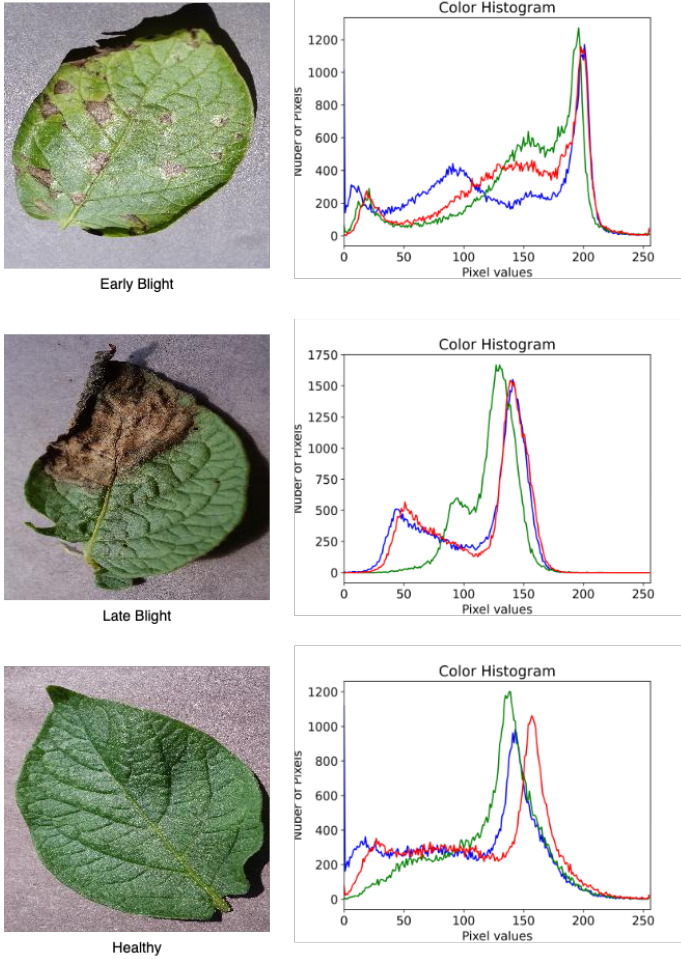 Color Histogram
1200
1000
800
600
400
200
0
Nuber of Pixels
0 50 100 150 200 250
Pixel values
Early Blight
Color Histogram
1750
1500
1250
1000
750
500
250
0
Nuber of Pixels
0 50 100 150 200 250
Pixel values
Late Blight
Color Histogram
1200
1000
800
600
400
200
0
Nuber of Pixels
0 50 100 150 200 250
Pixel values
Healthy